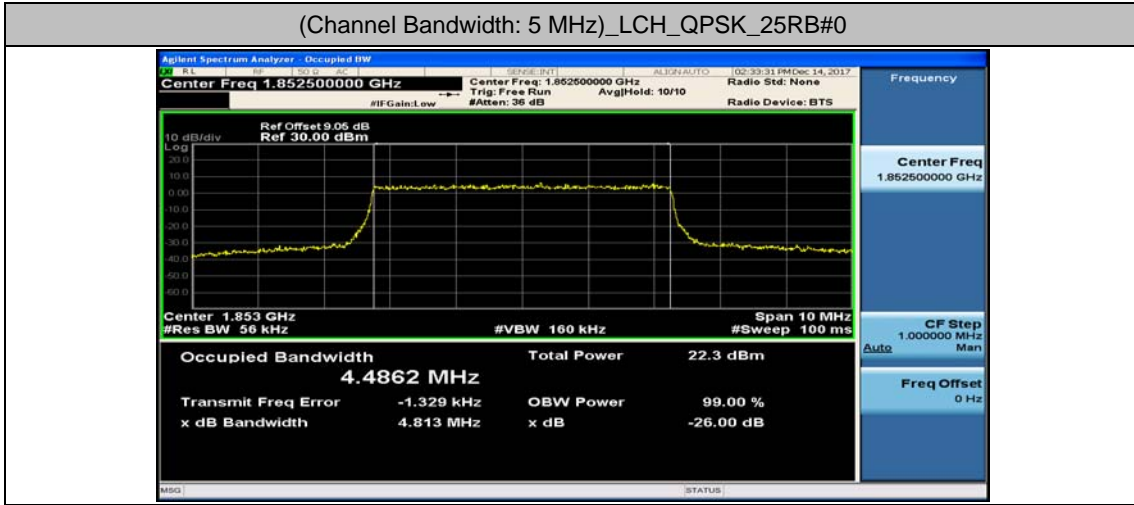 (Channel Bandwidth: 5 MHz)_LCH_QPSK_25RB#0
Agilent Spectrum Analyzer - Occupied BW
RL RF 50 Ω AC SENSE:INT ALIGN AUTO 02:33:31 PM Dec 14, 2017
Center Freq 1.852500000 GHz
Center Freq: 1.852500000 GHz
Radio Std: None
Trig: Free Run Avg|Hold: 10/10
#IFGain:Low
#Atten: 36 dB
Radio Device: BTS
Frequency
Ref Offset 9.05 dB
10 dB/div Ref 30.00 dBm
Log
20.0
10.0
0.00
-10.0
-20.0
-30.0
-40.0
-50.0
-60.0
Center Freq
1.852500000 GHz
Center 1.853 GHz
Span 10 MHz
#Res BW 56 kHz
#VBW 160 kHz
#Sweep 100 ms
CF Step
1.000000 MHz
Auto Man
Occupied Bandwidth
Total Power 22.3 dBm
4.4862 MHz
Transmit Freq Error -1.329 kHz
OBW Power 99.00 %
x dB Bandwidth 4.813 MHz
x dB -26.00 dB
Freq Offset
0 Hz
MSG STATUS